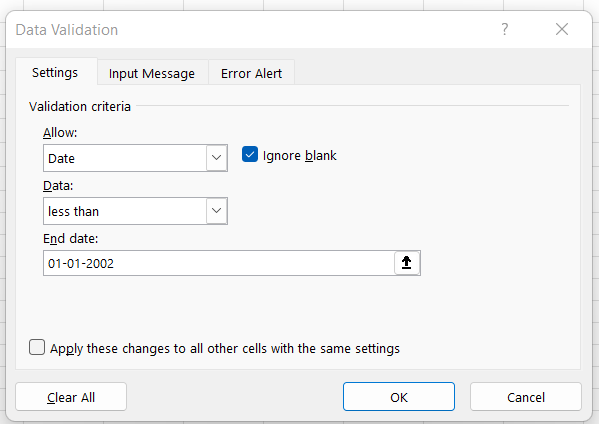 Data Validation ?
Settings Input Message Error Alert
Validation criteria
Allow:
Date Ignore blank
Data:
less than
End date:
01-01-2002
Apply these changes to all other cells with the same settings
Clear All OK Cancel